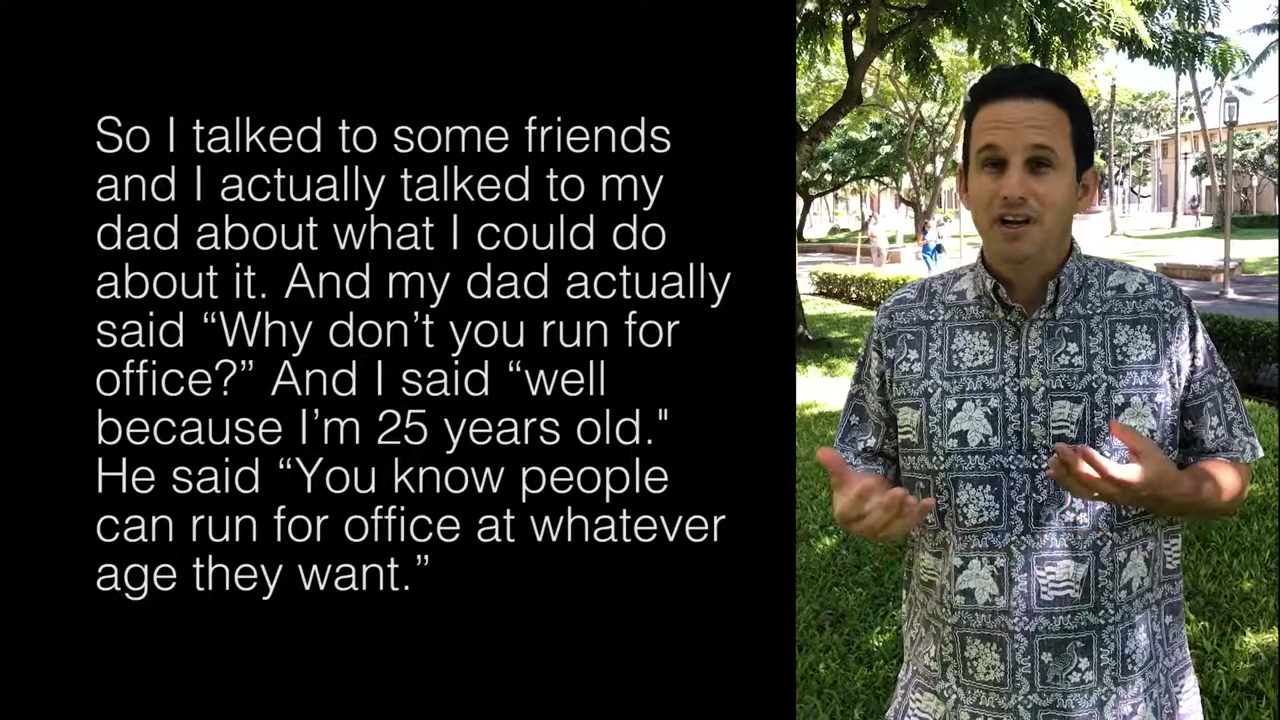 So I talked to some friends
and I actually talked to my
dad about what I could do
about it. And my dad actually
said “Why don’t you run for
office?” And I said “well
because I’m 25 years old."
He said “You know people
can run for office at whatever
age they want.”